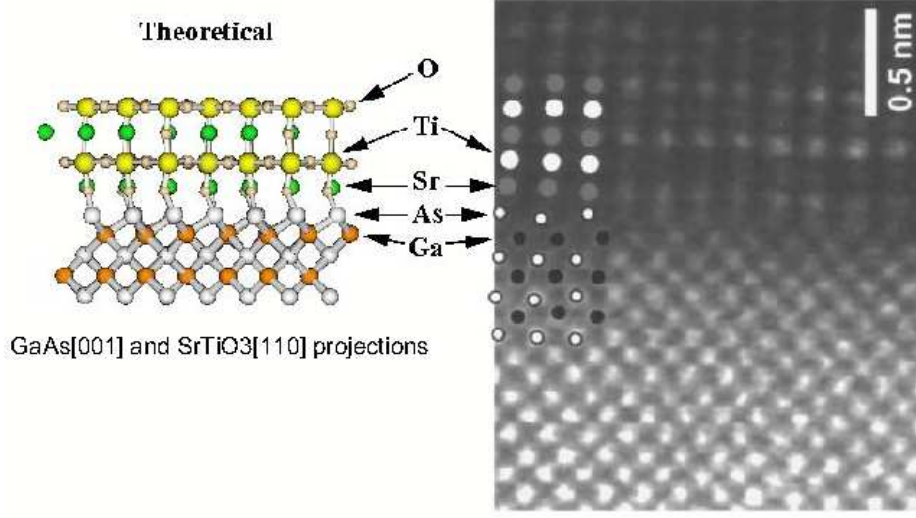 Theoretical
O
Ti
Sr
As
Ga
GaAs[001] and SrTiO3[110] projections
0.5 nm